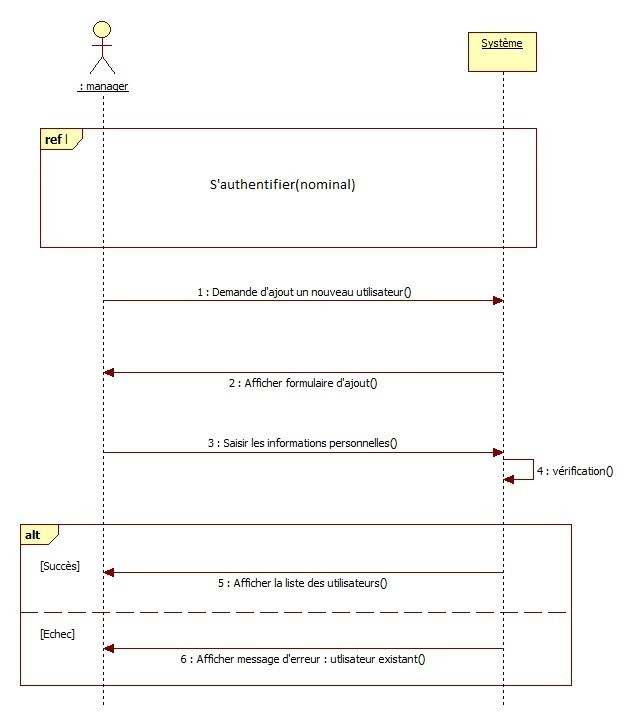 Système
: manager
ref l
S'authentifier(nominal)
1 : Demande d'ajout un nouveau utilisateur()
2 : Afficher formulaire d'ajout()
3 : Saisir les informations personnelles()
4 : vérification()
alt
[Succès]
5 : Afficher la liste des utilisateurs()
[Echec]
6 : Afficher message d'erreur : utlisateur existant()